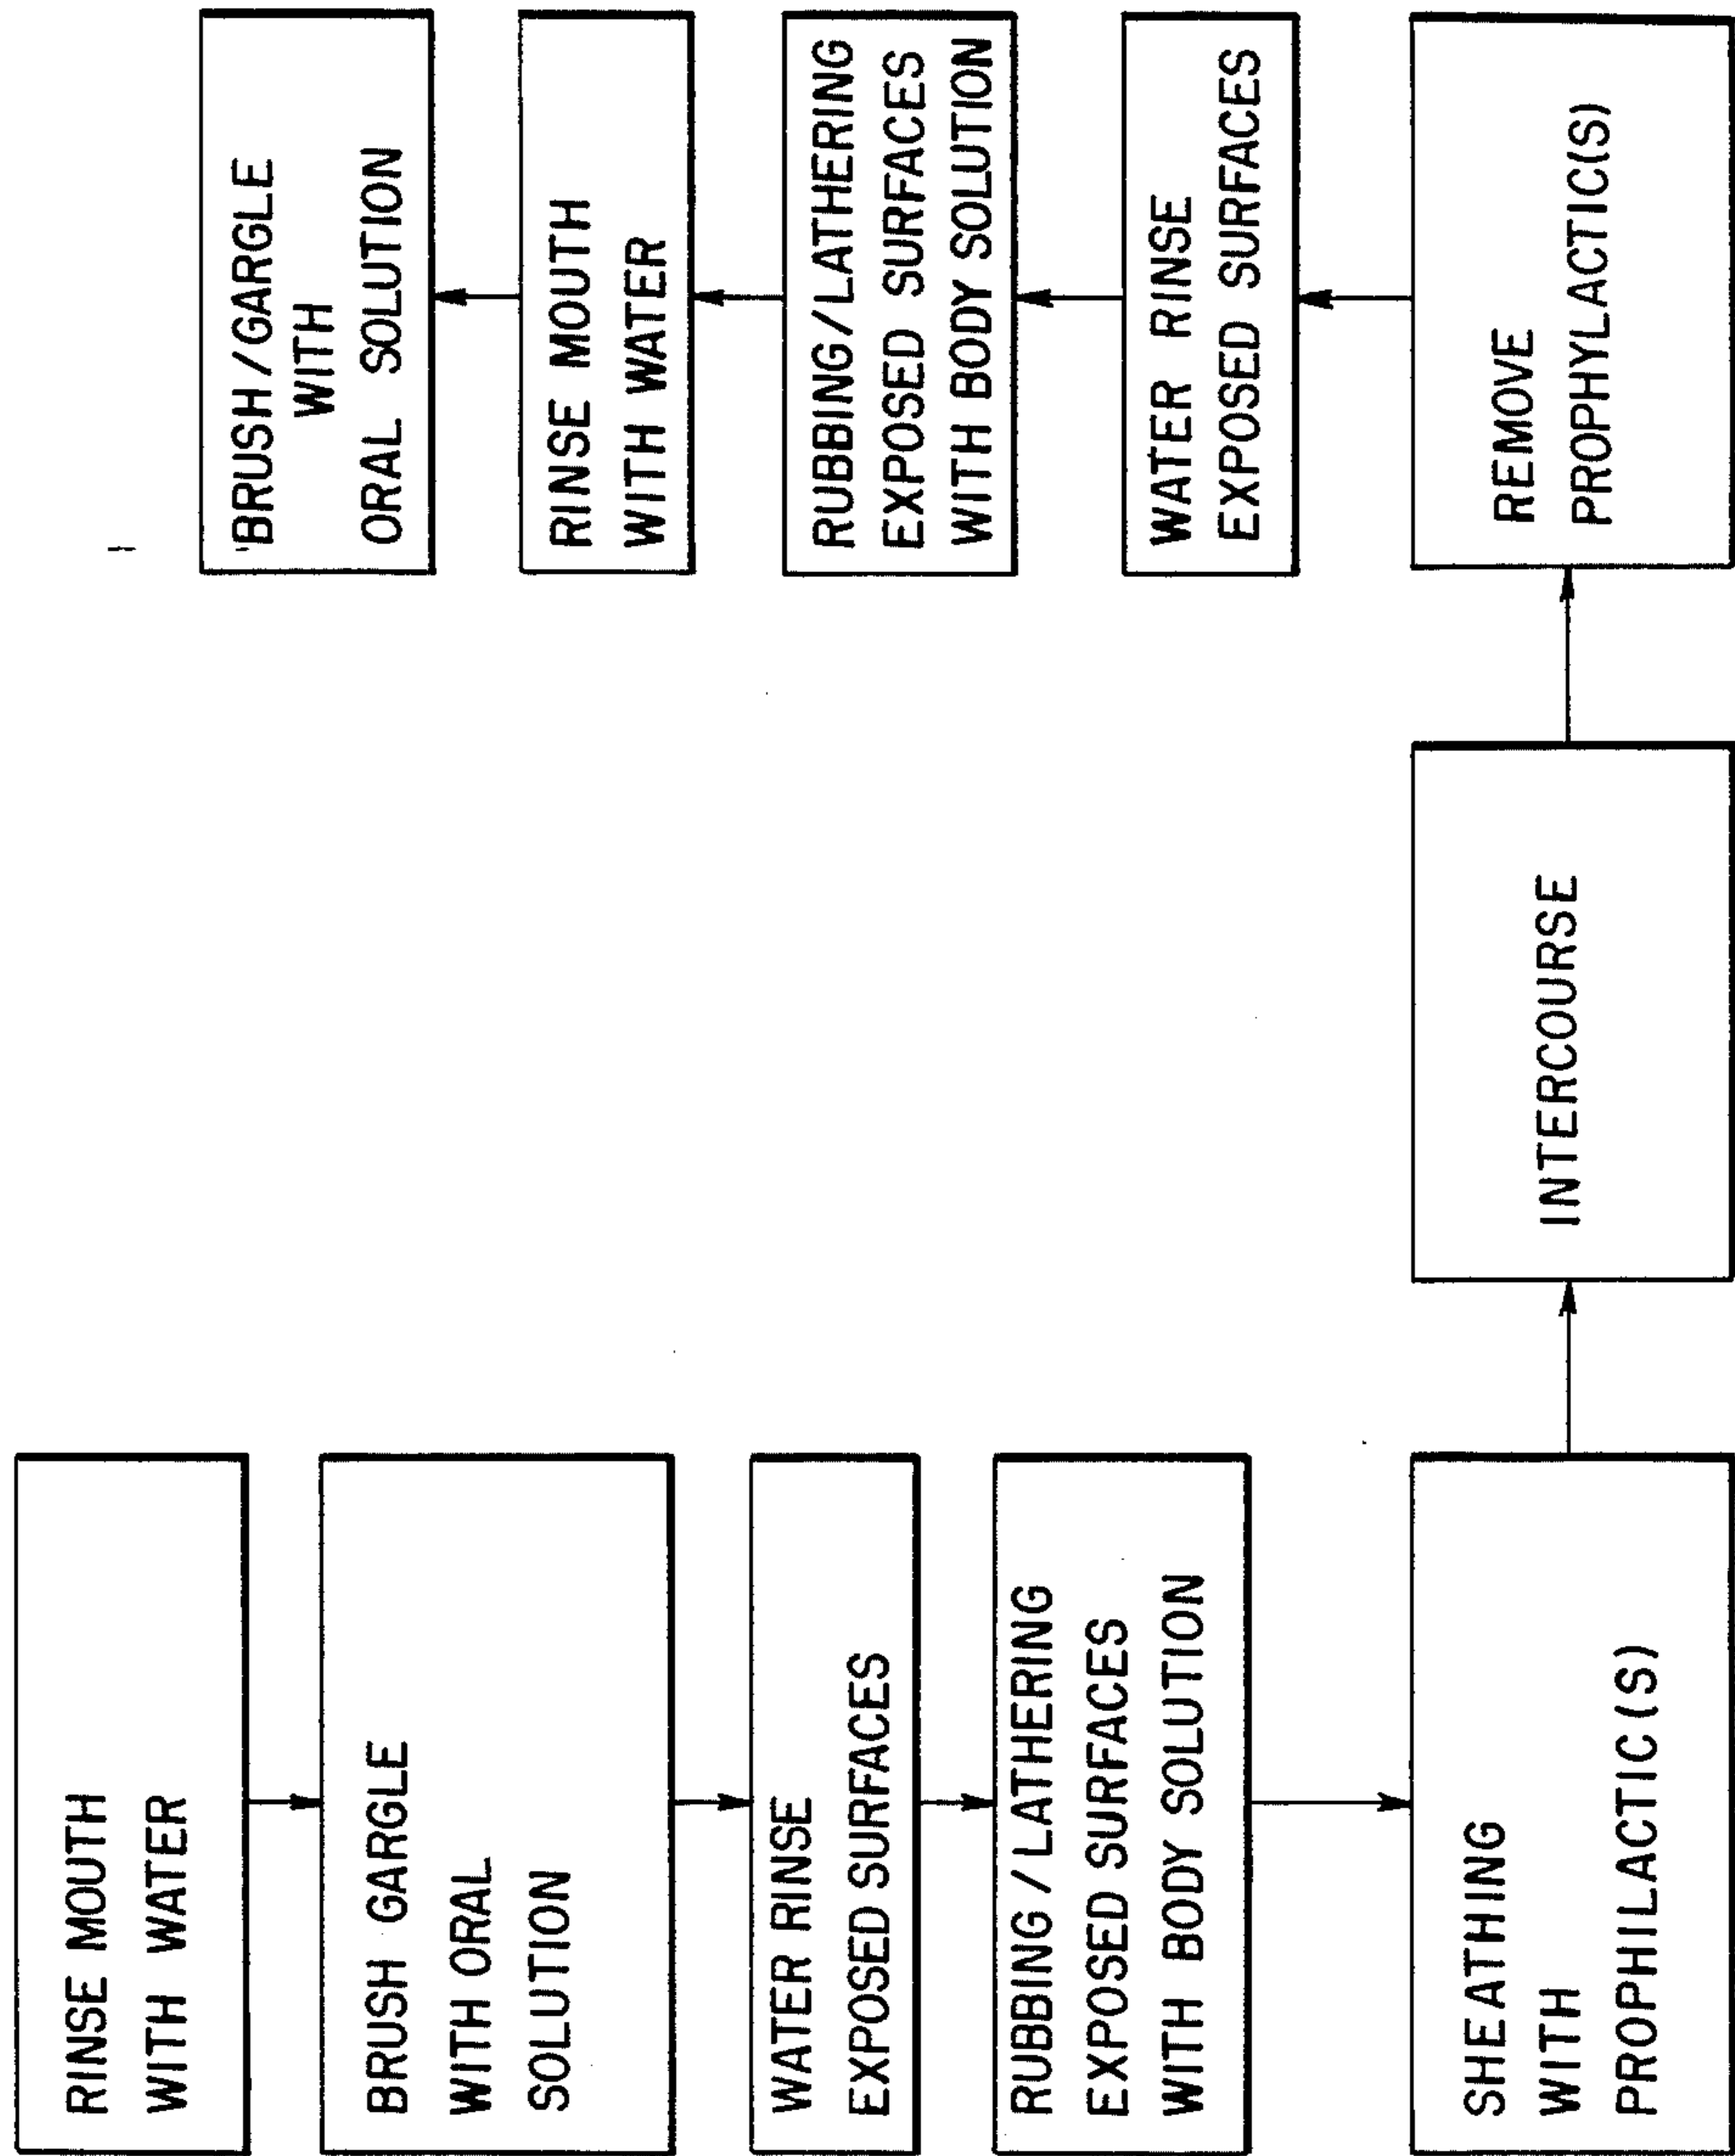 RINSE MOUTH
WITH WATER
BRUSH GARGLE
WITH ORAL
SOLUTION
WATER RINSE
EXPOSED SURFACES
RUBBING/LATHERING
EXPOSED SURFACES
WITH BODY SOLUTION
SHEATHING
WITH
PROPHILACTIC(S)
INTERCOURSE
REMOVE
PROPHYLACTIC(S)
WATER RINSE
EXPOSED SURFACES
RUBBING/LATHERING
EXPOSED SURFACES
WITH BODY SOLUTION
RINSE MOUTH
WITH WATER
BRUSH/GARGLE
WITH
ORAL SOLUTION